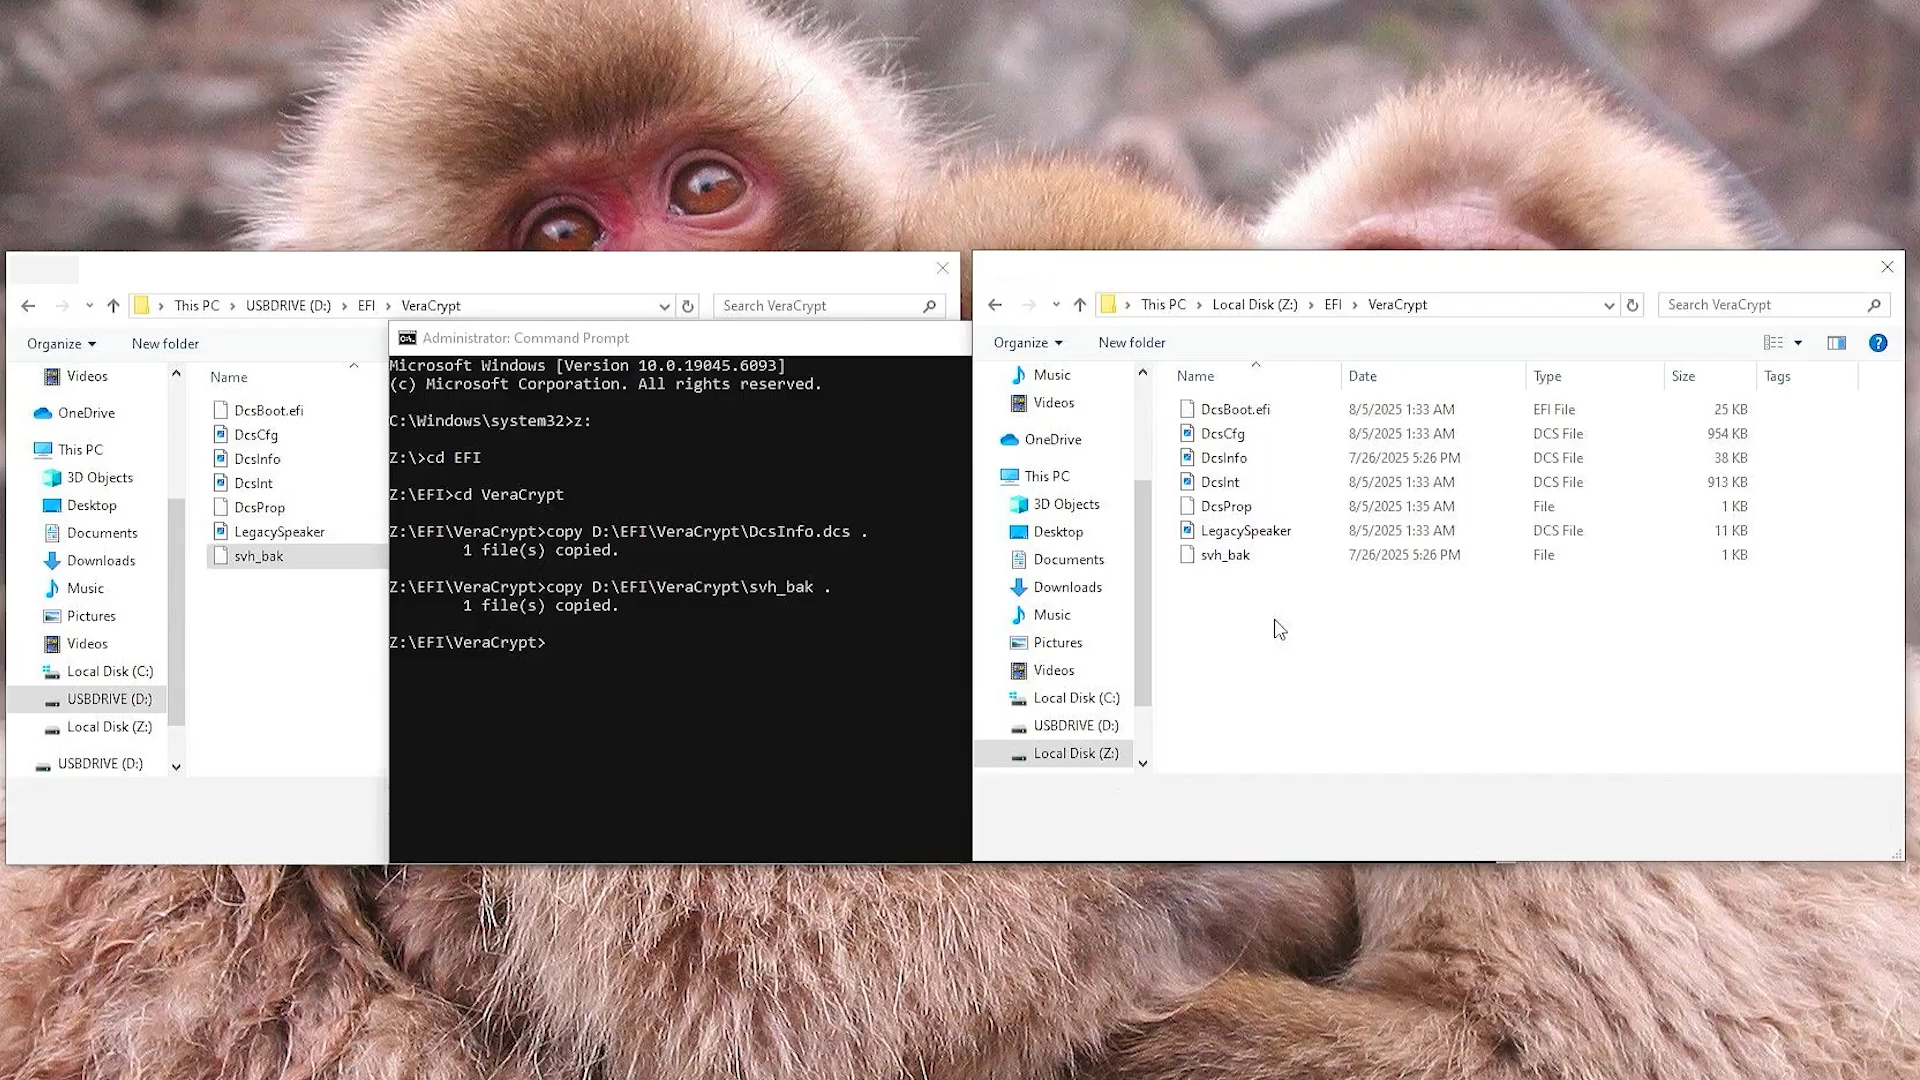 This PC
USBDRIVE (D:)
EFI
VeraCrypt
Search VeraCrypt
Organize
New folder
Videos
OneDrive
This PC
3D Objects
Desktop
Documents
Downloads
Music
Pictures
Videos
Local Disk (C:)
USBDRIVE (D:)
Local Disk (Z:)
USBDRIVE (D:)
Name
DcsBoot.efi
DcsCfg
DcsInfo
DcsInt
DcsProp
LegacySpeaker
svh_bak
Administrator: Command Prompt
Microsoft Windows [Version 10.0.19045.6093]
(c) Microsoft Corporation. All rights reserved.
C:\Windows\system32>z:
Z:\>cd EFI
Z:\EFI>cd VeraCrypt
Z:\EFI\VeraCrypt>copy D:\EFI\VeraCrypt\DcsInfo.dcs .
1 file(s) copied.
Z:\EFI\VeraCrypt>copy D:\EFI\VeraCrypt\svh_bak .
1 file(s) copied.
Z:\EFI\VeraCrypt>
This PC
Local Disk (Z:)
EFI
VeraCrypt
Search VeraCrypt
Organize
New folder
Music
Videos
OneDrive
This PC
3D Objects
Desktop
Documents
Downloads
Music
Pictures
Videos
Local Disk (C:)
USBDRIVE (D:)
Local Disk (Z:)
Name Date Type Size Tags
DcsBoot.efi 8/5/2025 1:33 AM EFI File 25 KB
DcsCfg 8/5/2025 1:33 AM DCS File 954 KB
DcsInfo 7/26/2025 5:26 PM DCS File 38 KB
DcsInt 8/5/2025 1:33 AM DCS File 913 KB
DcsProp 8/5/2025 1:35 AM File 1 KB
LegacySpeaker 8/5/2025 1:33 AM DCS File 11 KB
svh_bak 7/26/2025 5:26 PM File 1 KB